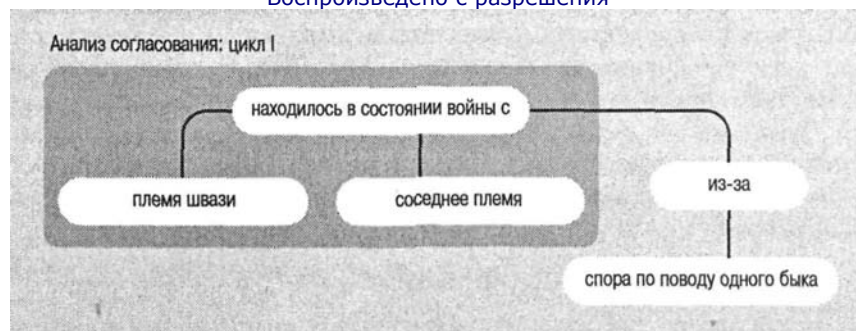 Воспроизведено с разрешения
Анализ согласования: цикл I
находилось в состоянии войны с
племя швази
соседнее племя
из-за
спора по поводу одного быка